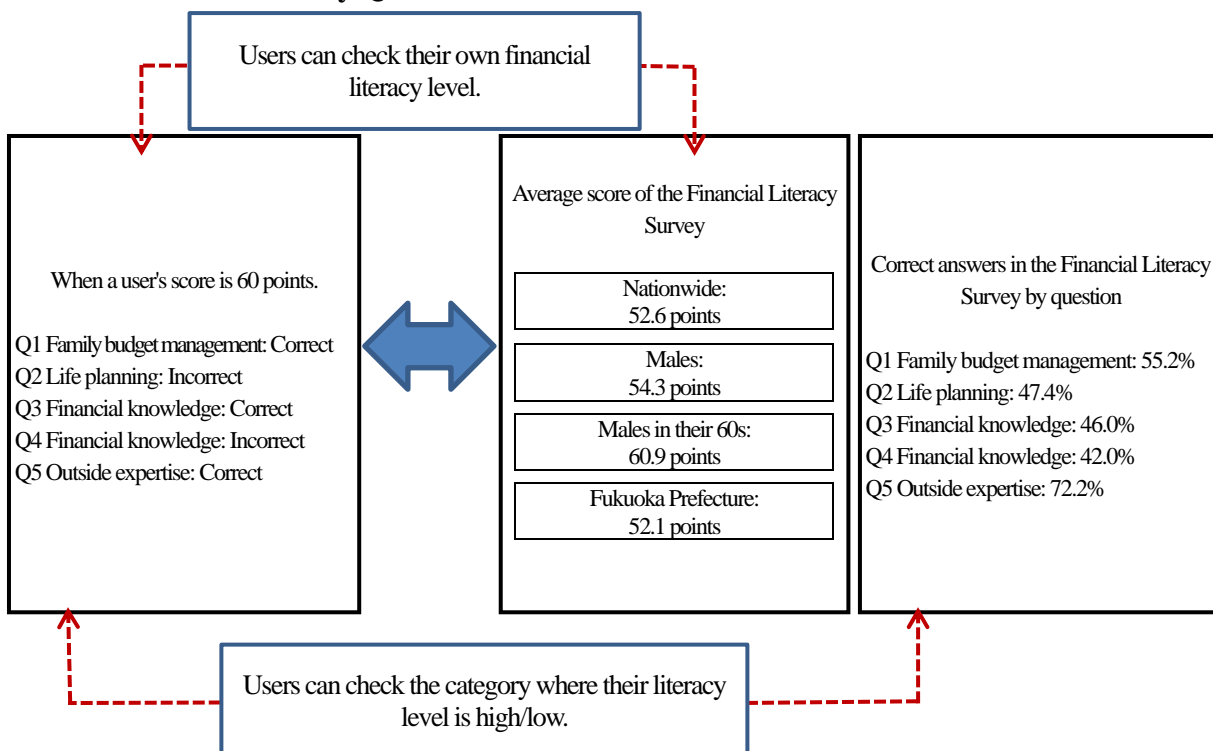 Users can check their own financial
literacy level.
When a user's score is 60 points.
Q1 Family budget management: Correct
Q2 Life planning: Incorrect
Q3 Financial knowledge: Correct
Q4 Financial knowledge: Incorrect
Q5 Outside expertise: Correct
Average score of the Financial Literacy
Survey
Nationwide:
52.6 points
Males:
54.3 points
Males in their 60s:
60.9 points
Fukuoka Prefecture:
52.1 points
Correct answers in the Financial Literacy
Survey by question
Q1 Family budget management: 55.2%
Q2 Life planning: 47.4%
Q3 Financial knowledge: 46.0%
Q4 Financial knowledge: 42.0%
Q5 Outside expertise: 72.2%
Users can check the category where their literacy
level is high/low.